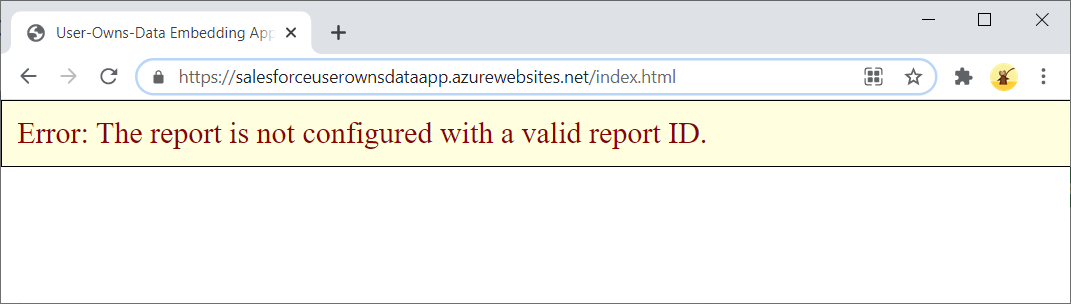 User-Owns-Data Embedding App
https://salesforceuserownsdataapp.azurewebsites.net/index.html
Error: The report is not configured with a valid report ID.